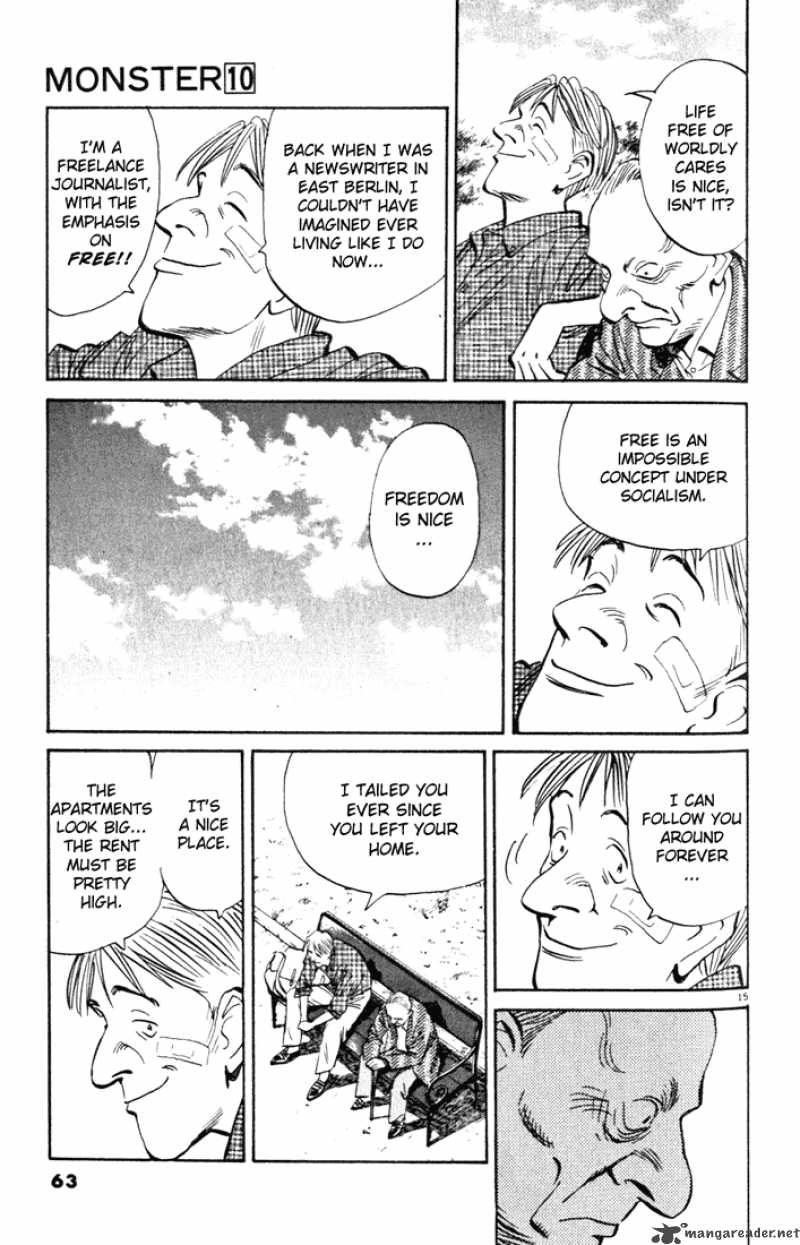 MONSTER10
LIFE
FREE OF
WORLDLY
CARES
IS NICE,
ISN'T IT?
BACK WHEN I WAS
A NEWSWRITER IN
EAST BERLIN, I
COULDN'T HAVE
IMAGINED EVER
LIVING LIKE I DO
NOW...
I'M A
FREELANCE
JOURNALIST,
WITH THE
EMPHASIS
ON
FREE!!
FREE IS AN
IMPOSSIBLE
CONCEPT UNDER
SOCIALISM.
FREEDOM
IS NICE
...
I CAN
FOLLOW YOU
AROUND
FOREVER
...
I TAILED YOU
EVER SINCE
YOU LEFT YOUR
HOME.
IT'S
A NICE
PLACE.
THE
APARTMENTS
LOOK BIG...
THE RENT
MUST BE
PRETTY
HIGH.
15
63
mangareader.net